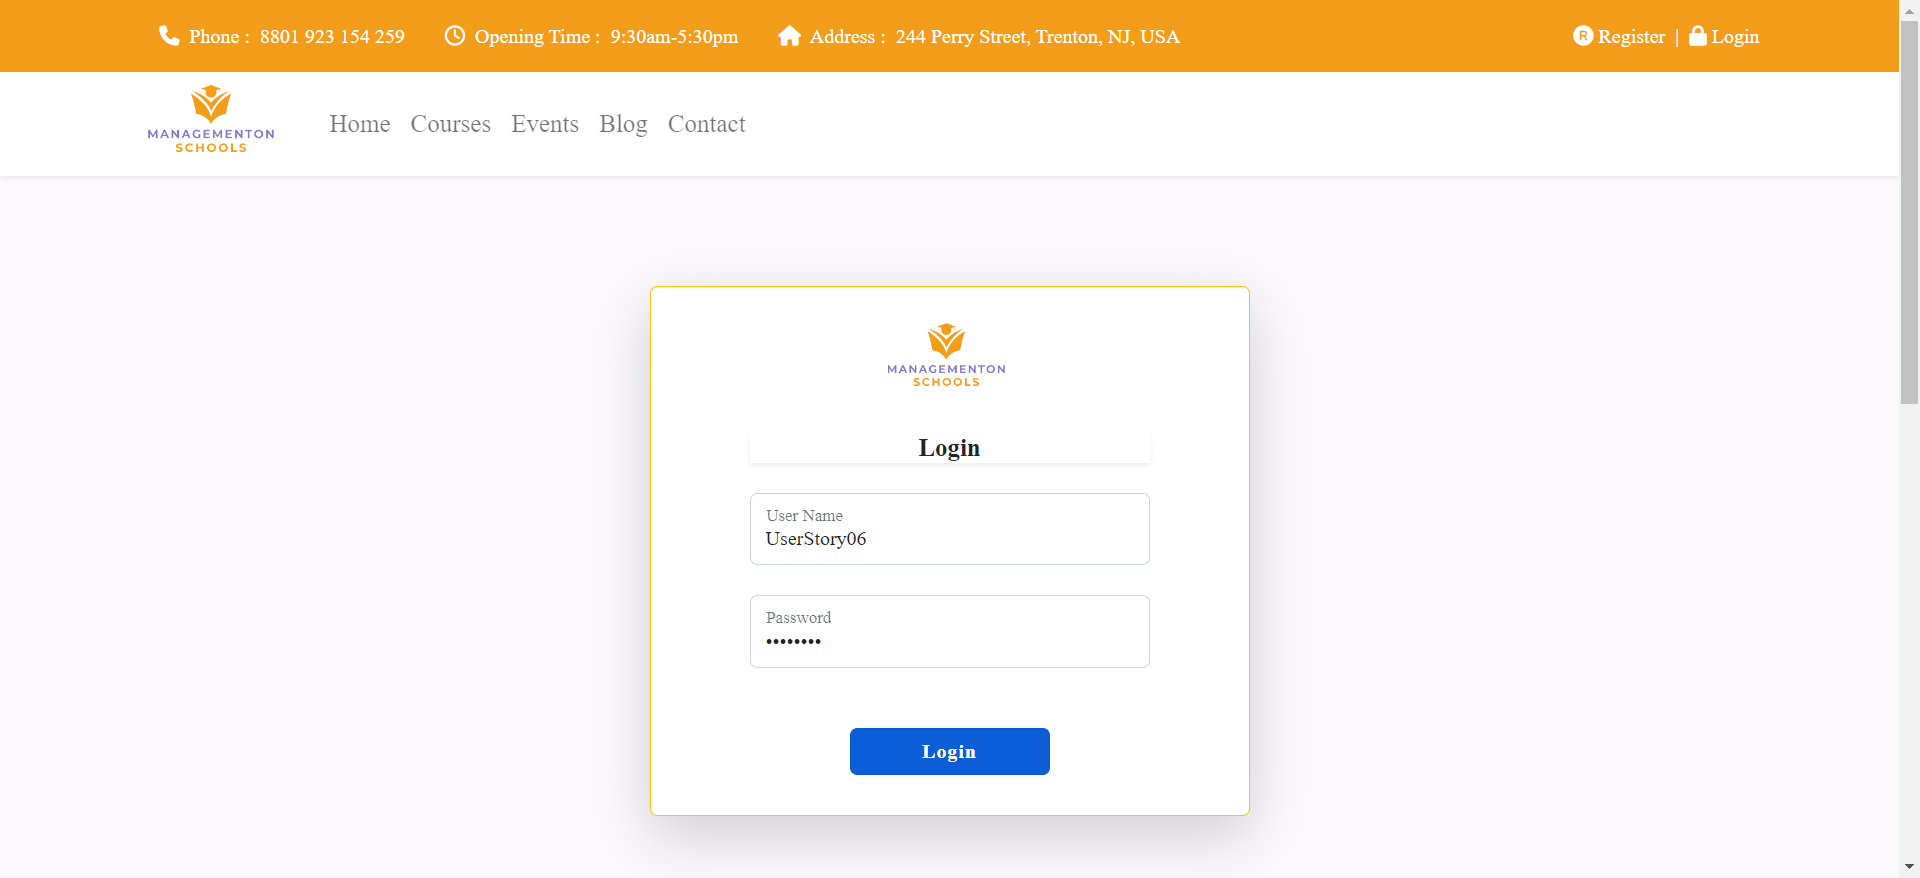 Phone : 8801 923 154 259 Opening Time : 9:30am-5:30pm Address : 244 Perry Street, Trenton, NJ, USA Register | Login
MANAGEMENTON
SCHOOLS
Home Courses Events Blog Contact
MANAGEMENTON
SCHOOLS
Login
User Name
UserStory06
Password
••••••••
Login